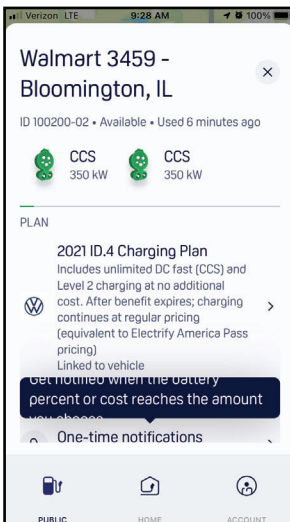 Verizon LTE 9:28 AM 100%
Walmart 3459 -
Bloomington, IL
ID 100200-02 • Available • Used 6 minutes ago
CCS CCS
350 kW 350 kW
PLAN
2021 ID.4 Charging Plan
Includes unlimited DC fast (CCS) and
Level 2 charging at no additional
cost. After benefit expires; charging
continues at regular pricing
(equivalent to Electrify America Pass
pricing)
Linked to vehicle
Get notified when the battery
percent or cost reaches the amount
you choose
One-time notifications
PUBLIC HOME ACCOUNT